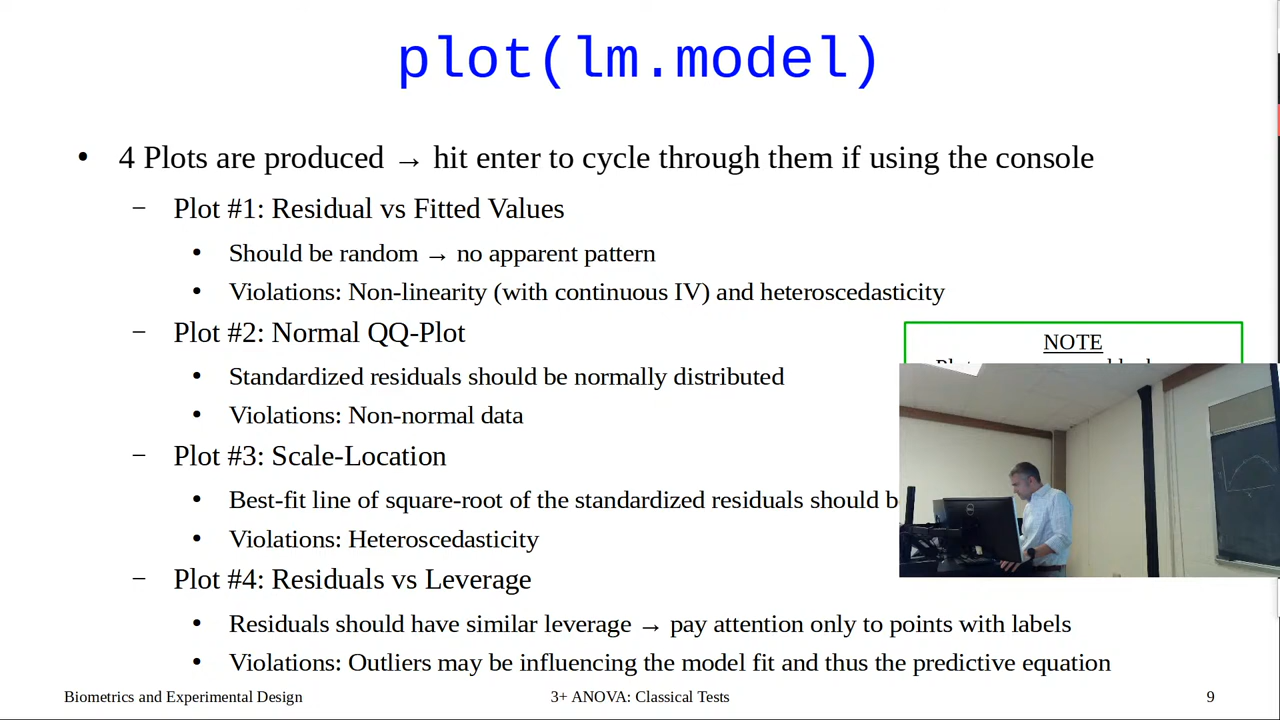 plot(lm.model)
• 4 Plots are produced → hit enter to cycle through them if using the console
– Plot #1: Residual vs Fitted Values
• Should be random → no apparent pattern
• Violations: Non-linearity (with continuous IV) and heteroscedasticity
– Plot #2: Normal QQ-Plot
NOTE
• Standardized residuals should be normally distributed
• Violations: Non-normal data
– Plot #3: Scale-Location
• Best-fit line of square-root of the standardized residuals should
• Violations: Heteroscedasticity
– Plot #4: Residuals vs Leverage
• Residuals should have similar leverage → pay attention only to points with labels
• Violations: Outliers may be influencing the model fit and thus the predictive equation
Biometrics and Experimental Design
3+ ANOVA: Classical Tests
9